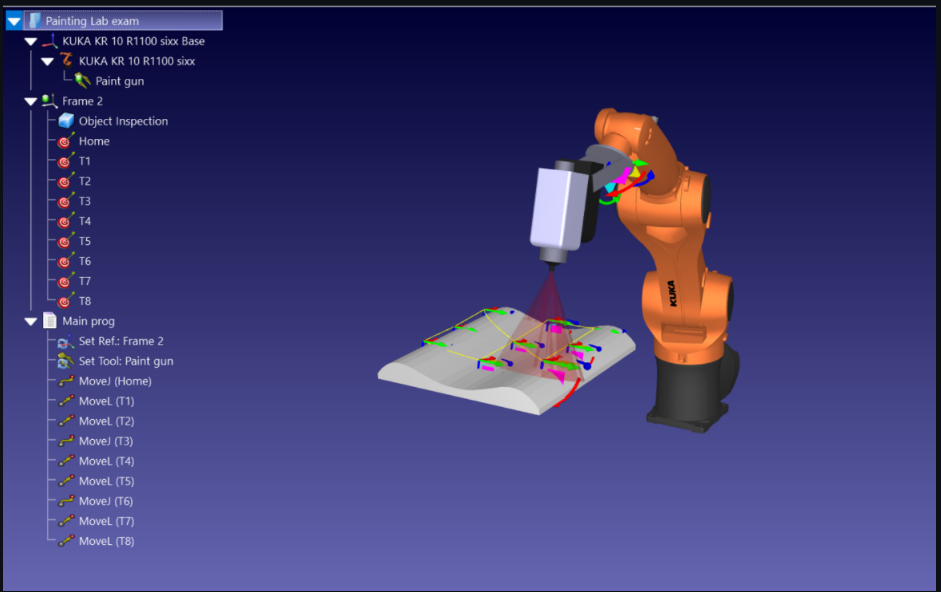 Painting Lab exam
KUKA KR 10 R1100 sixx Base
KUKA KR 10 R1100 sixx
Paint gun
Frame 2
Object Inspection
Home
T1
T2
T3
T4
T5
T6
T7
T8
Main prog
Set Ref.: Frame 2
Set Tool: Paint gun
MoveJ (Home)
MoveL (T1)
MoveL (T2)
MoveJ (T3)
MoveL (T4)
MoveL (T5)
MoveJ (T6)
MoveL (T7)
MoveL (T8)
KUKA